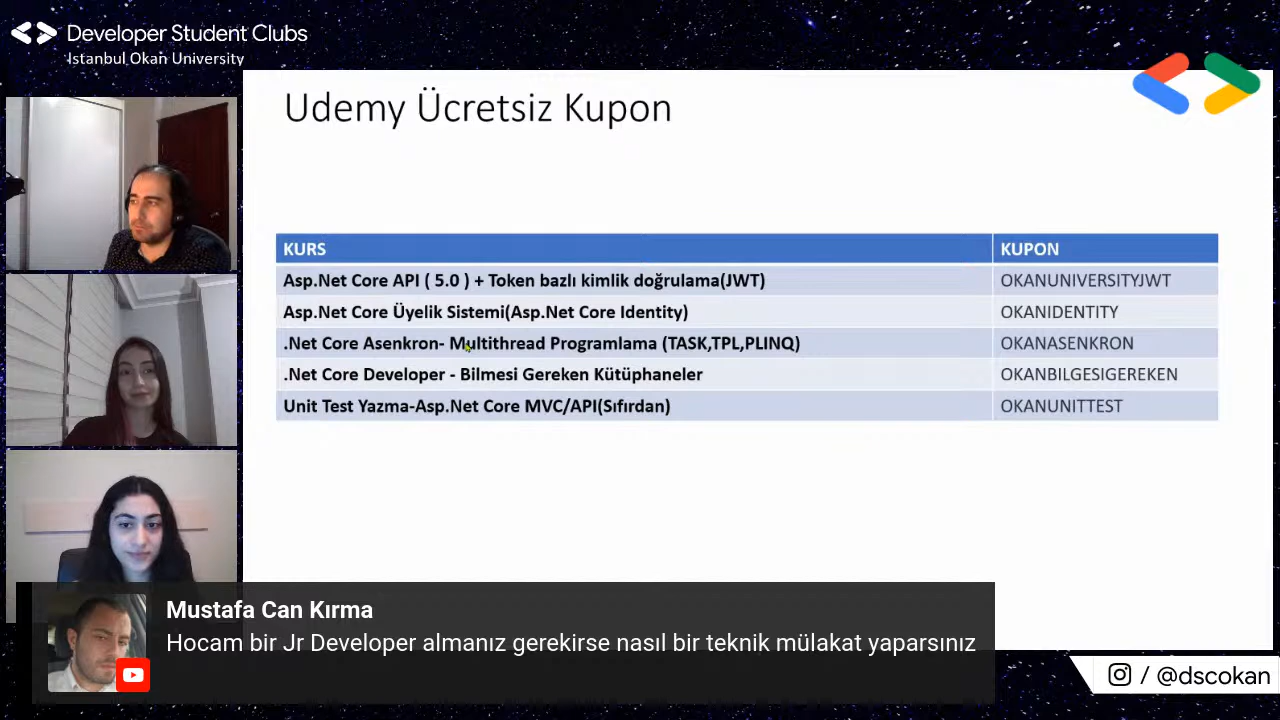 Developer Student Clubs
Istanbul Okan University
Udemy Ücretsiz Kupon
KURS KUPON
Asp.Net Core API ( 5.0 ) + Token bazlı kimlik doğrulama(JWT) OKANUNIVERSITYJWT
Asp.Net Core Üyelik Sistemi(Asp.Net Core Identity) OKANIDENTITY
.Net Core Asenkron- Multithread Programlama (TASK,TPL,PLINQ) OKANASENKRON
.Net Core Developer - Bilmesi Gereken Kütüphaneler OKANBILGESIGEREKEN
Unit Test Yazma-Asp.Net Core MVC/API(Sıfırdan) OKANUNITTEST
Mustafa Can Kırma
Hocam bir Jr Developer almanız gerekirse nasıl bir teknik mülakat yaparsınız
/ @dscokan